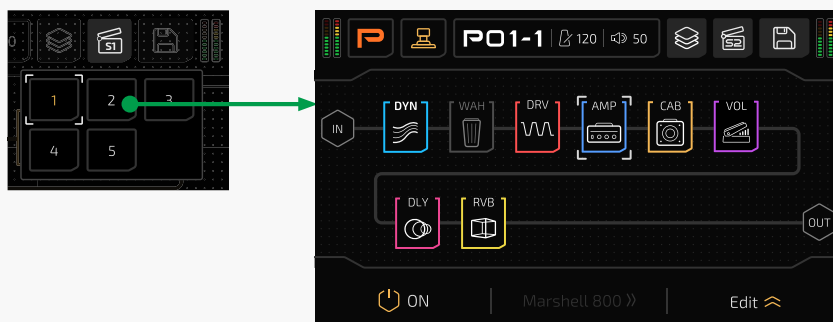 S1
1 2 3
4 5
P01-1 120 50 S2
IN DYN WAH DRV AMP CAB VOL
DLY RVB OUT
ON Marshell 800 Edit